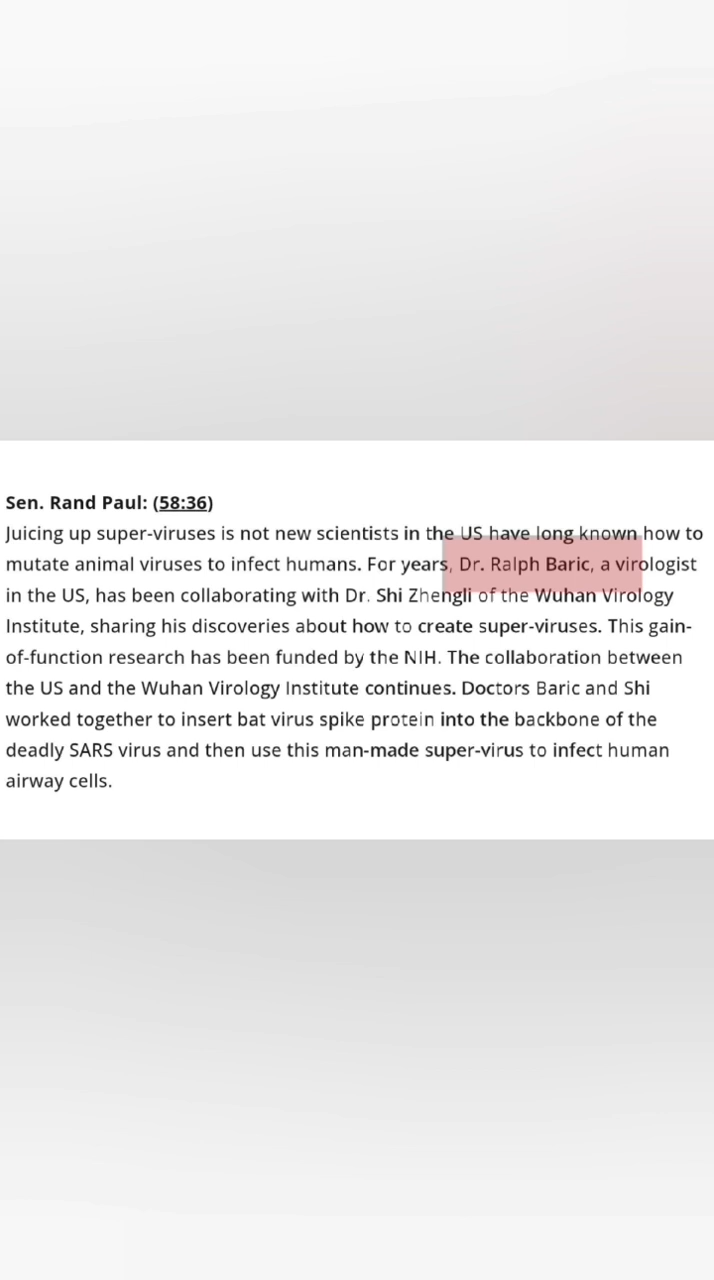 Sen. Rand Paul: (58:36)
Juicing up super-viruses is not new scientists in the US have long known how to
mutate animal viruses to infect humans. For years, Dr. Ralph Baric, a virologist
in the US, has been collaborating with Dr. Shi Zhengli of the Wuhan Virology
Institute, sharing his discoveries about how to create super-viruses. This gain-
of-function research has been funded by the NIH. The collaboration between
the US and the Wuhan Virology Institute continues. Doctors Baric and Shi
worked together to insert bat virus spike protein into the backbone of the
deadly SARS virus and then use this man-made super-virus to infect human
airway cells.